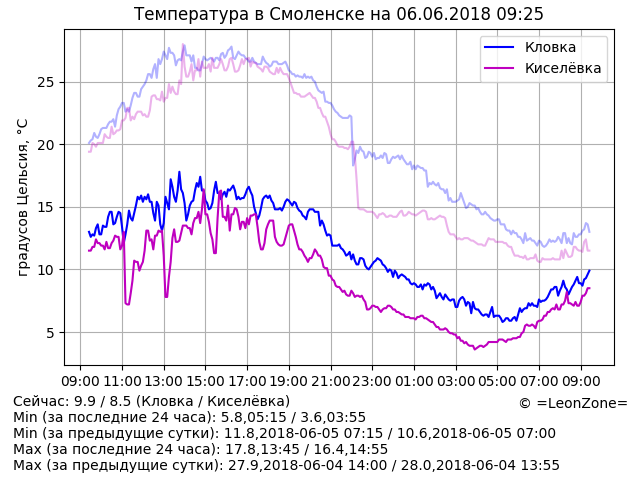 Температура в Смоленске на 06.06.2018 09:25
Кловка
Киселёвка
градусов Цельсия, °C
25
20
15
10
5
09:00 11:00 13:00 15:00 17:00 19:00 21:00 23:00 01:00 03:00 05:00 07:00 09:00
Сейчас: 9.9 / 8.5 (Кловка / Киселёвка)
© =LeonZone=
Min (за последние 24 часа): 5.8,05:15 / 3.6,03:55
Min (за предыдущие сутки): 11.8,2018-06-05 07:15 / 10.6,2018-06-05 07:00
Max (за последние 24 часа): 17.8,13:45 / 16.4,14:55
Max (за предыдущие сутки): 27.9,2018-06-04 14:00 / 28.0,2018-06-04 13:55